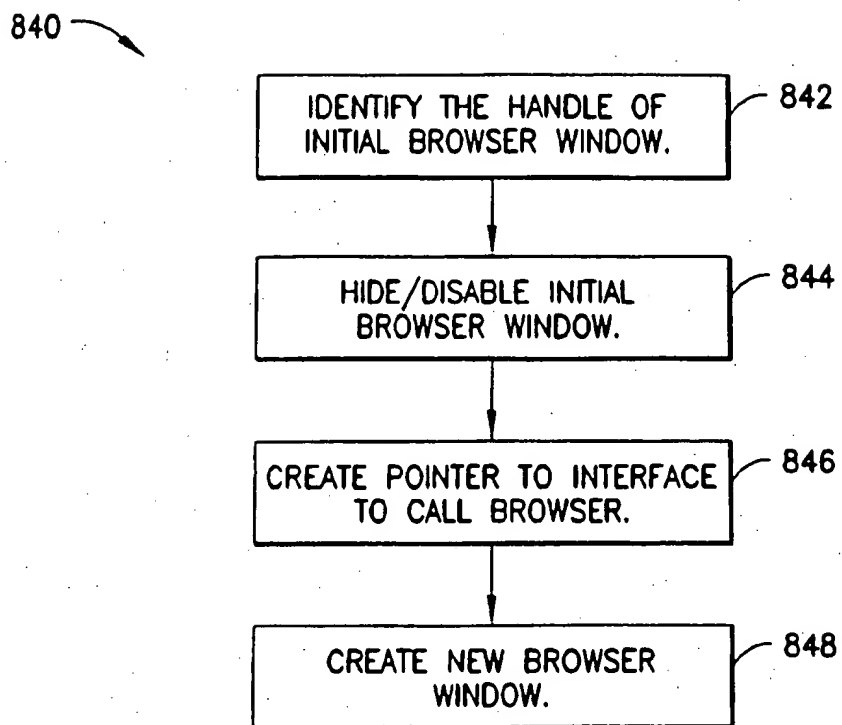 840
IDENTIFY THE HANDLE OF
INITIAL BROWSER WINDOW.
842
HIDE/DISABLE INITIAL
BROWSER WINDOW.
844
CREATE POINTER TO INTERFACE
TO CALL BROWSER.
846
CREATE NEW BROWSER
WINDOW.
848